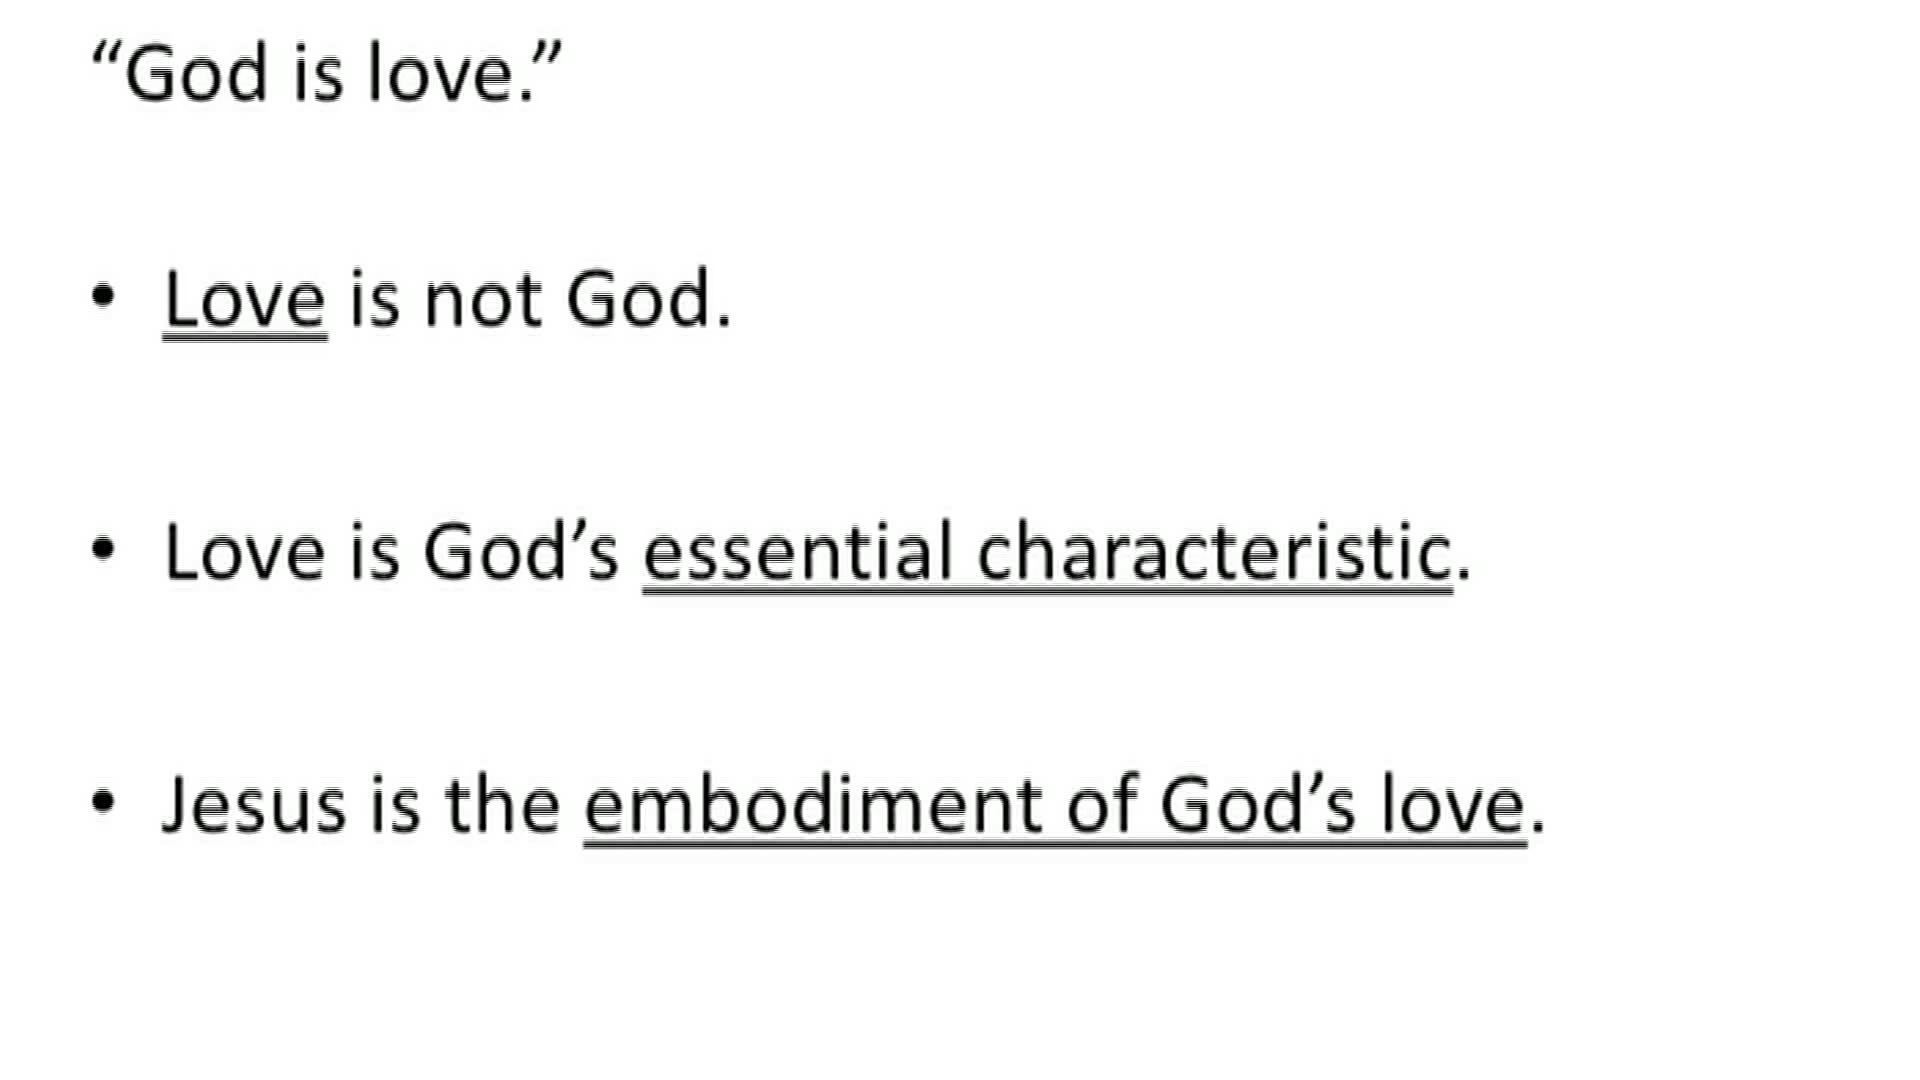 “God is love.”
• Love is not God.
• Love is God’s essential characteristic.
• Jesus is the embodiment of God’s love.